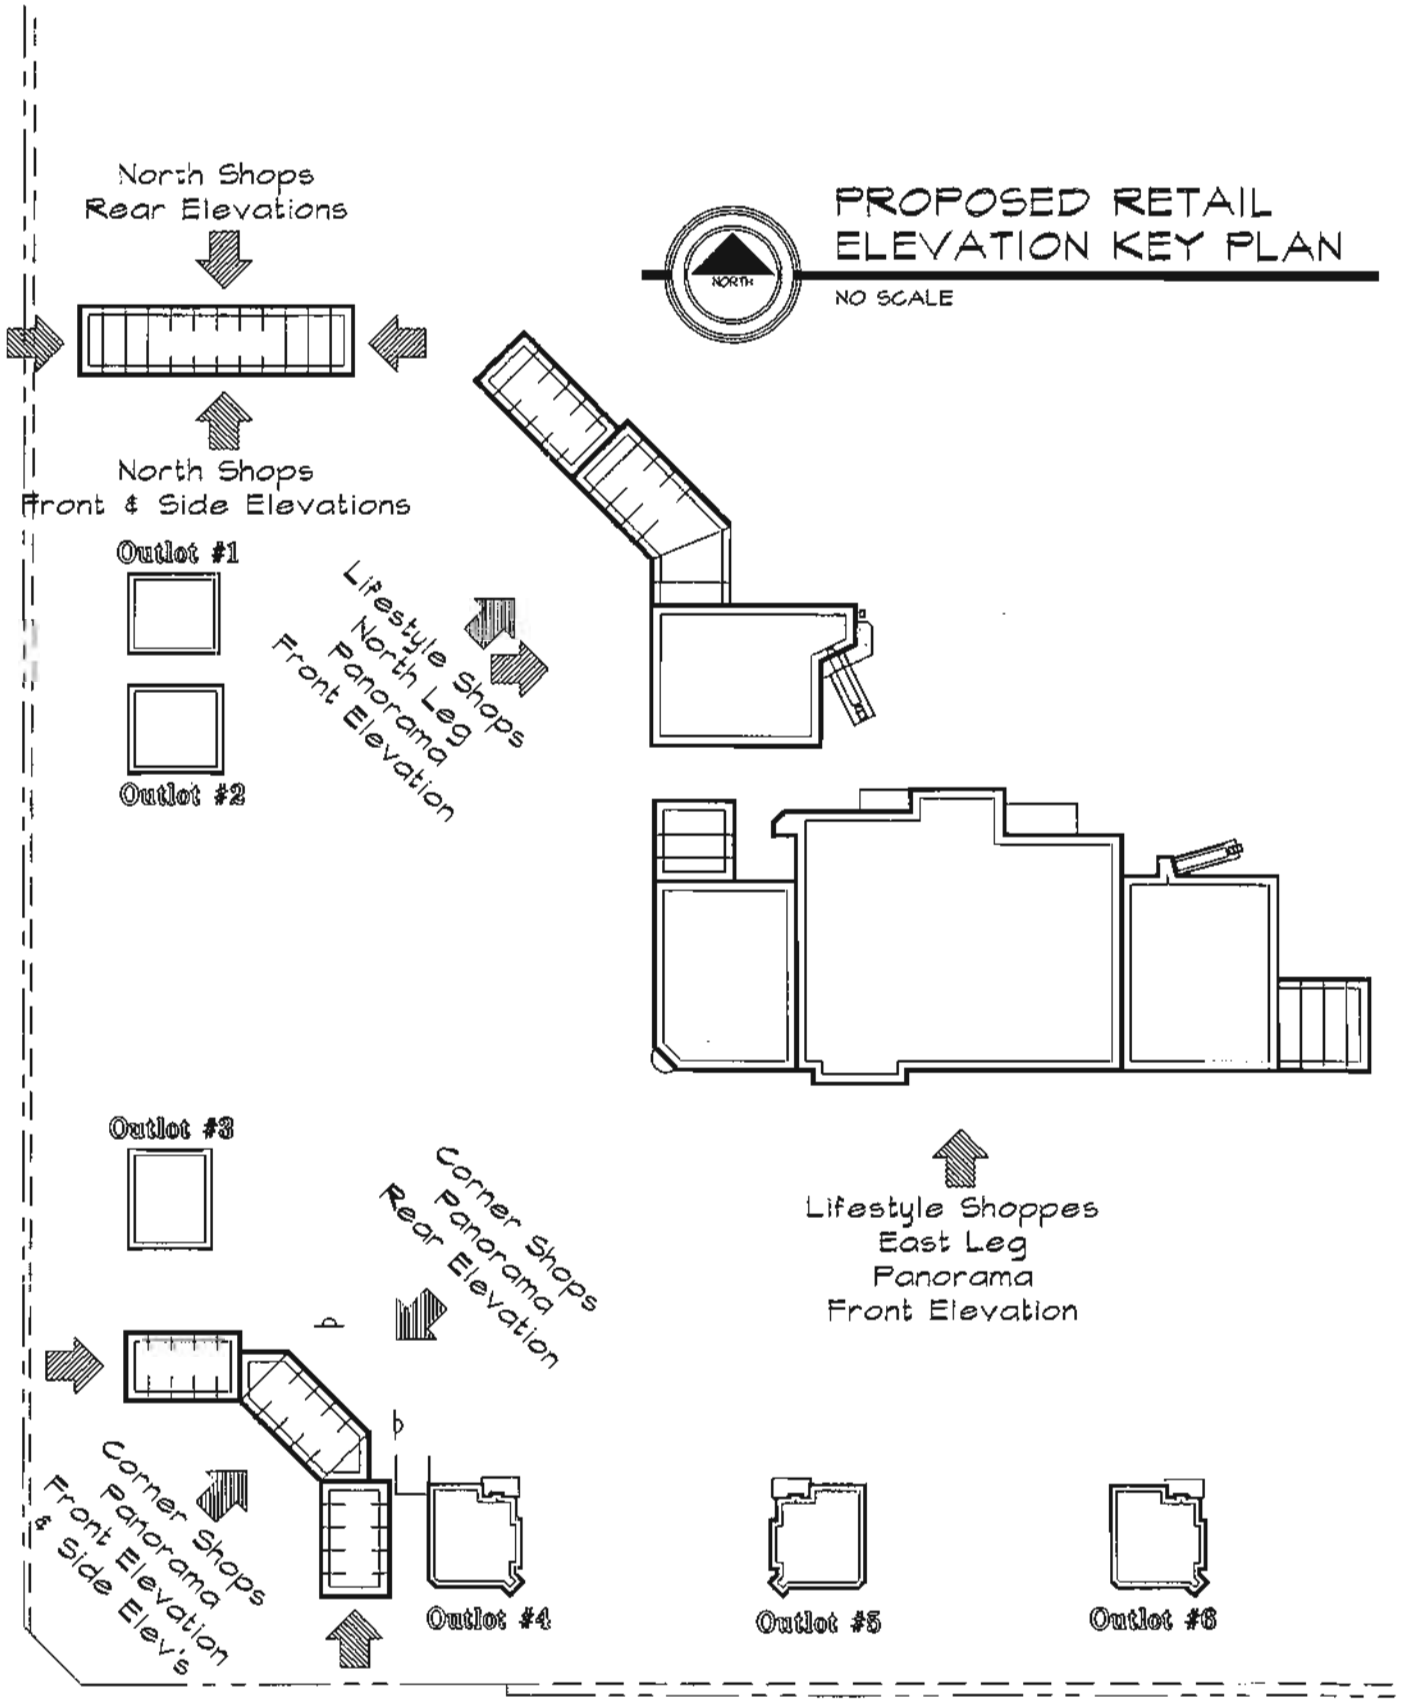 North Shops
Rear Elevations
PROPOSED RETAIL
ELEVATION KEY PLAN
NORTH
NO SCALE
North Shops
Front & Side Elevations
Outlot #1
Lifestyle Shops
North Leg
Panorama
Front Elevation
Outlot #2
Outlot #3
Corner Shops
Panorama
Rear Elevation
Lifestyle Shoppes
East Leg
Panorama
Front Elevation
Corner Shops
Panorama
Front Elevation
& Side Elev's
Outlot #4
Outlot #5
Outlot #6